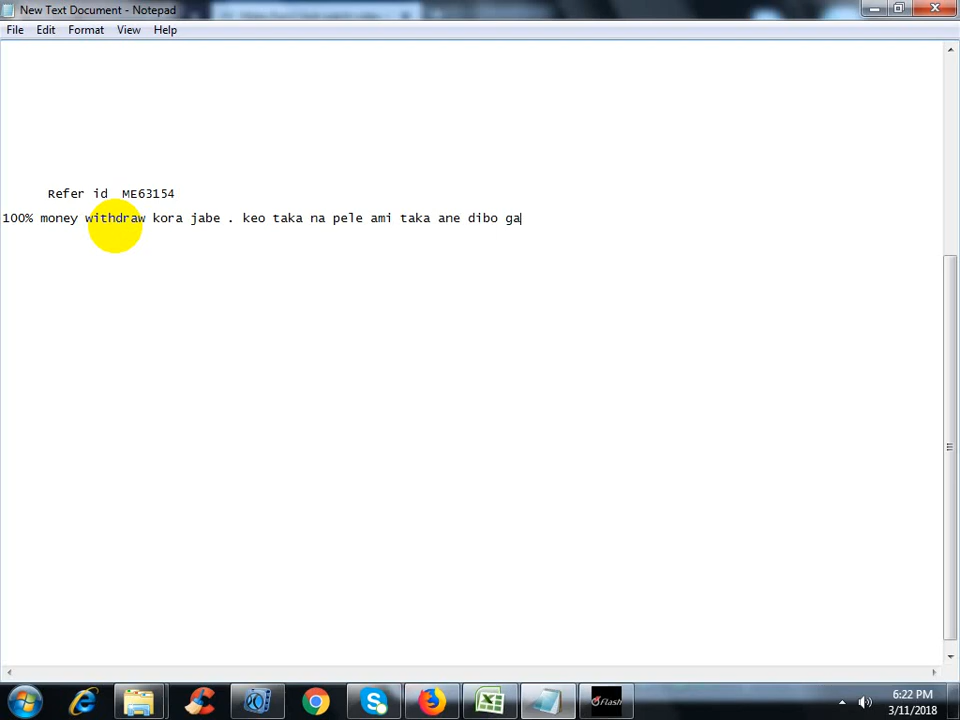 New Text Document - Notepad
File Edit Format View Help
Refer id ME63154
100% money withdraw kora jabe . keo taka na pele ami taka ane dibo ga
flash
6:22 PM
3/11/2018